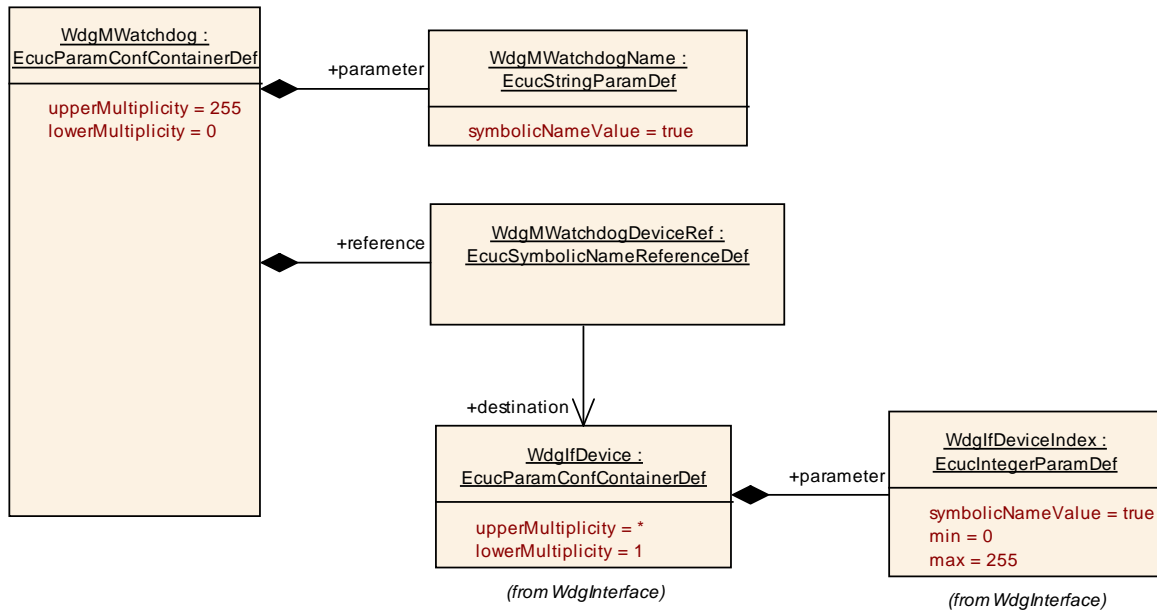 WdgMWatchdog :
EcucParamConfContainerDef
upperMultiplicity = 255
lowerMultiplicity = 0
+parameter
WdgMWatchdogName :
EcucStringParamDef
symbolicNameValue = true
+reference
WdgMWatchdogDeviceRef :
EcucSymbolicNameReferenceDef
+destination
WdgIfDevice :
EcucParamConfContainerDef
upperMultiplicity = *
lowerMultiplicity = 1
(from WdgInterface)
+parameter
WdgIfDeviceIndex :
EcucIntegerParamDef
symbolicNameValue = true
min = 0
max = 255
(from WdgInterface)